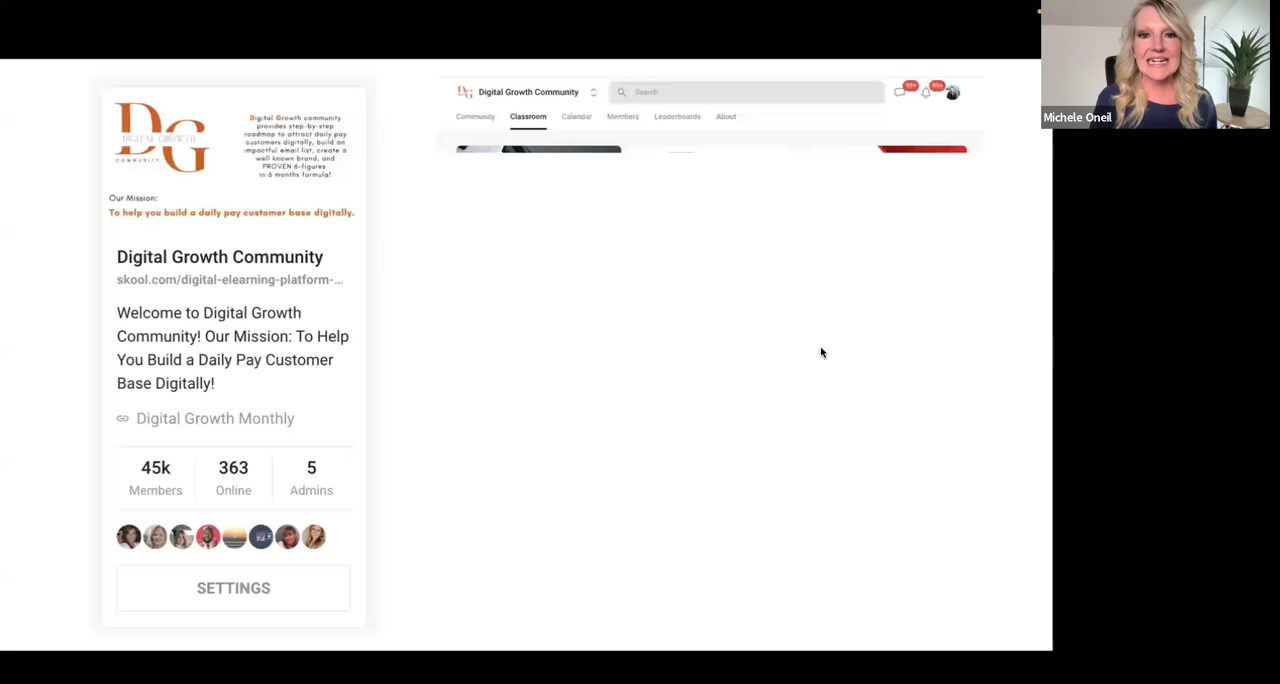 DG
DIGITAL GROWTH
COMMUNITY
Digital Growth community
provides step-by-step
roadmap to attract daily pay
customers digitally, build an
impactful email list, create a
well known brand, and
PROVEN 6-figures
in 6 months formula!
Our Mission:
To help you build a daily pay customer base digitally.
Digital Growth Community
skool.com/digital-elearning-platform-...
Welcome to Digital Growth
Community! Our Mission: To Help
You Build a Daily Pay Customer
Base Digitally!
Digital Growth Monthly
45k 363 5
Members Online Admins
SETTINGS
DG Digital Growth Community Search 99+ 99+
Community Classroom Calendar Members Leaderboards About
Michele Oneil